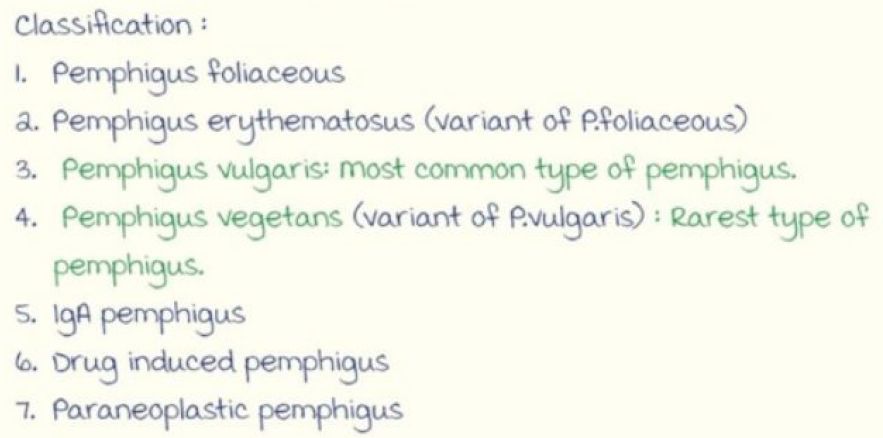 Classification :
1. Pemphigus foliaceous
2. Pemphigus erythematosus (variant of P.foliaceous)
3. Pemphigus vulgaris: most common type of pemphigus.
4. Pemphigus vegetans (variant of P.vulgaris) : Rarest type of
pemphigus.
5. IgA pemphigus
6. Drug induced pemphigus
7. Paraneoplastic pemphigus